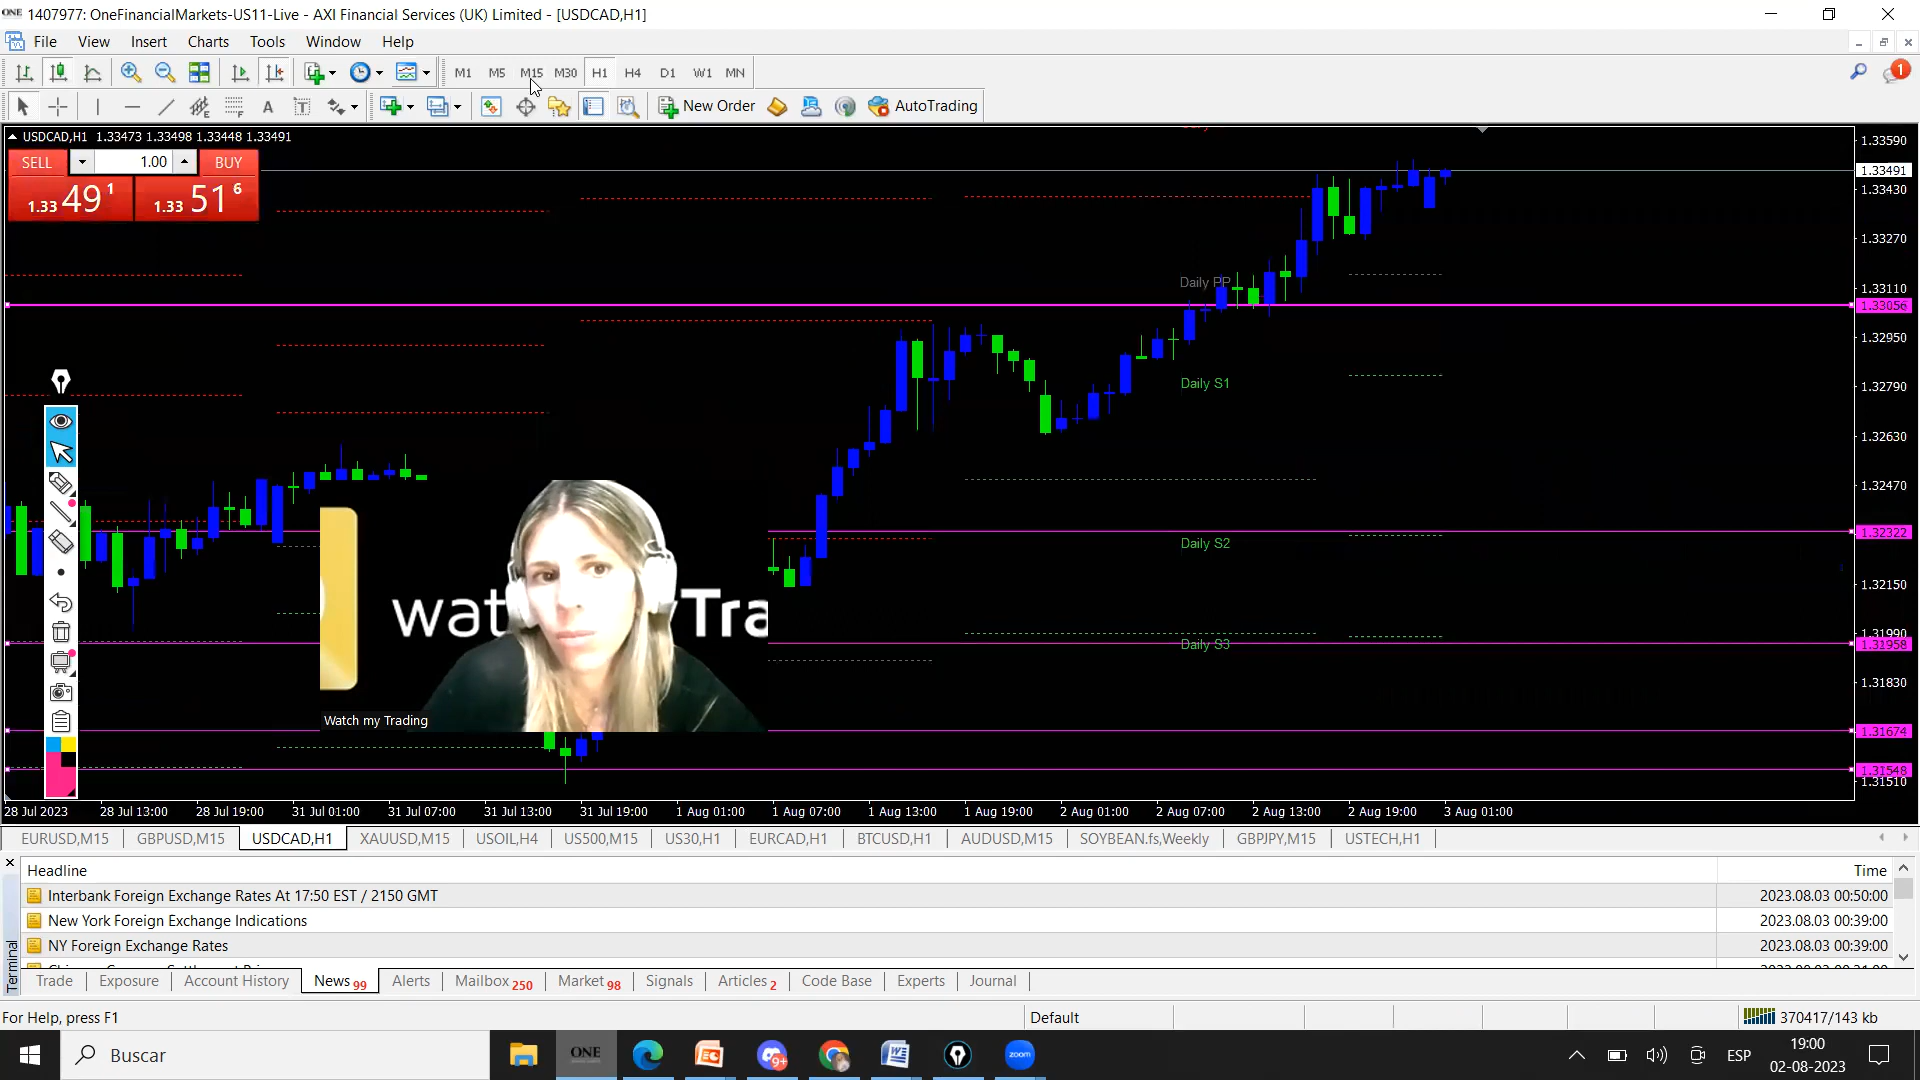 1407977: OneFinancialMarkets-US11-Live - AXI Financial Services (UK) Limited - [USDCAD,H1]
File View Insert Charts Tools Window Help
M1 M5 M15 M30 H1 H4 D1 W1 MN
1
A T New Order AutoTrading
USDCAD,H1 1.33473 1.33498 1.33448 1.33491
SELL 1.00 BUY
1.33 49 1 1.33 51 6
1.33590
1.33491
1.33430
1.33270
Daily PP
1.33110
1.33056
1.32950
Daily S1
1.32790
1.32630
1.32470
1.32322
Daily S2
1.32150
1.31990
Daily S3
1.31958
1.31830
1.31674
1.31548
1.31510
wat yTra
Watch my Trading
28 Jul 2023 28 Jul 13:00 28 Jul 19:00 31 Jul 01:00 31 Jul 07:00 31 Jul 13:00 31 Jul 19:00 1 Aug 01:00 1 Aug 07:00 1 Aug 13:00 1 Aug 19:00 2 Aug 01:00 2 Aug 07:00 2 Aug 13:00 2 Aug 19:00 3 Aug 01:00
EURUSD,M15 GBPUSD,M15 USDCAD,H1 XAUUSD,M15 USOIL,H4 US500,M15 US30,H1 EURCAD,H1 BTCUSD,H1 AUDUSD,M15 SOYBEAN.fs,Weekly GBPJPY,M15 USTECH,H1
Headline Time
Interbank Foreign Exchange Rates At 17:50 EST / 2150 GMT 2023.08.03 00:50:00
New York Foreign Exchange Indications 2023.08.03 00:39:00
NY Foreign Exchange Rates 2023.08.03 00:39:00
Terminal
Trade Exposure Account History News 99 Alerts Mailbox 250 Market 98 Signals Articles 2 Code Base Experts Journal
For Help, press F1 Default 370417/143 kb
Buscar ONE 9+ zoom ESP 19:00
02-08-2023